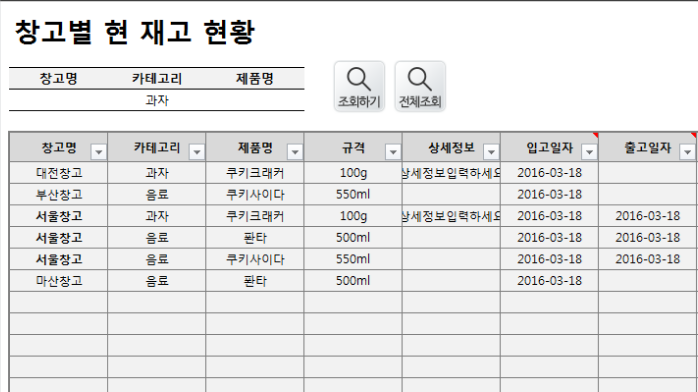 창고별 현 재고 현황
창고명 카테고리 제품명
과자
조회하기 전체조회
창고명 카테고리 제품명 규격 상세정보 입고일자 출고일자
대전창고 과자 쿠키크래커 100g 상세정보입력하세요 2016-03-18
부산창고 음료 쿠키사이다 550ml 2016-03-18
서울창고 과자 쿠키크래커 100g 상세정보입력하세요 2016-03-18 2016-03-18
서울창고 음료 퐌타 500ml 2016-03-18 2016-03-18
서울창고 음료 쿠키사이다 550ml 2016-03-18 2016-03-18
마산창고 음료 퐌타 500ml 2016-03-18